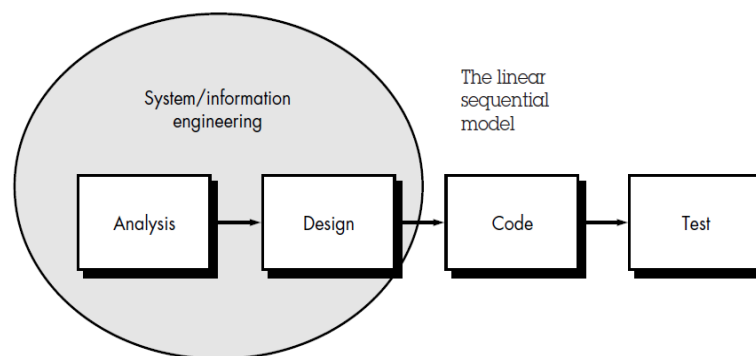 System/information
engineering
The linear
sequential
model
Analysis
Design
Code
Test